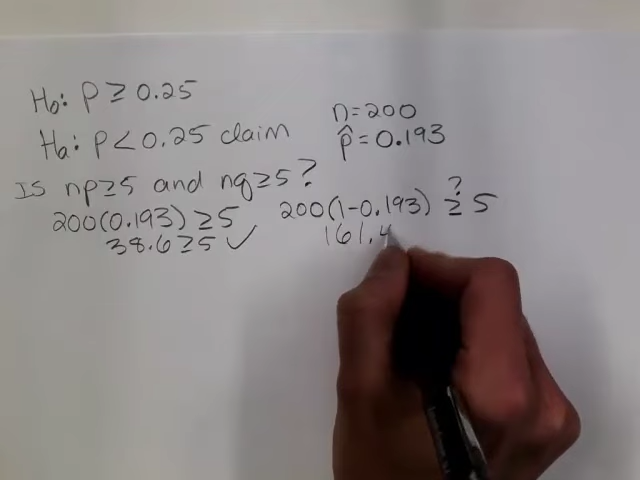 H₀: p ≥ 0.25
Hₐ: p < 0.25 claim
n=200
p̂ = 0.193
Is np≥5 and nq≥5?
200(0.193) ≥5
38.6≥5 ✓
200(1-0.193) ≥ 5
?
161.4